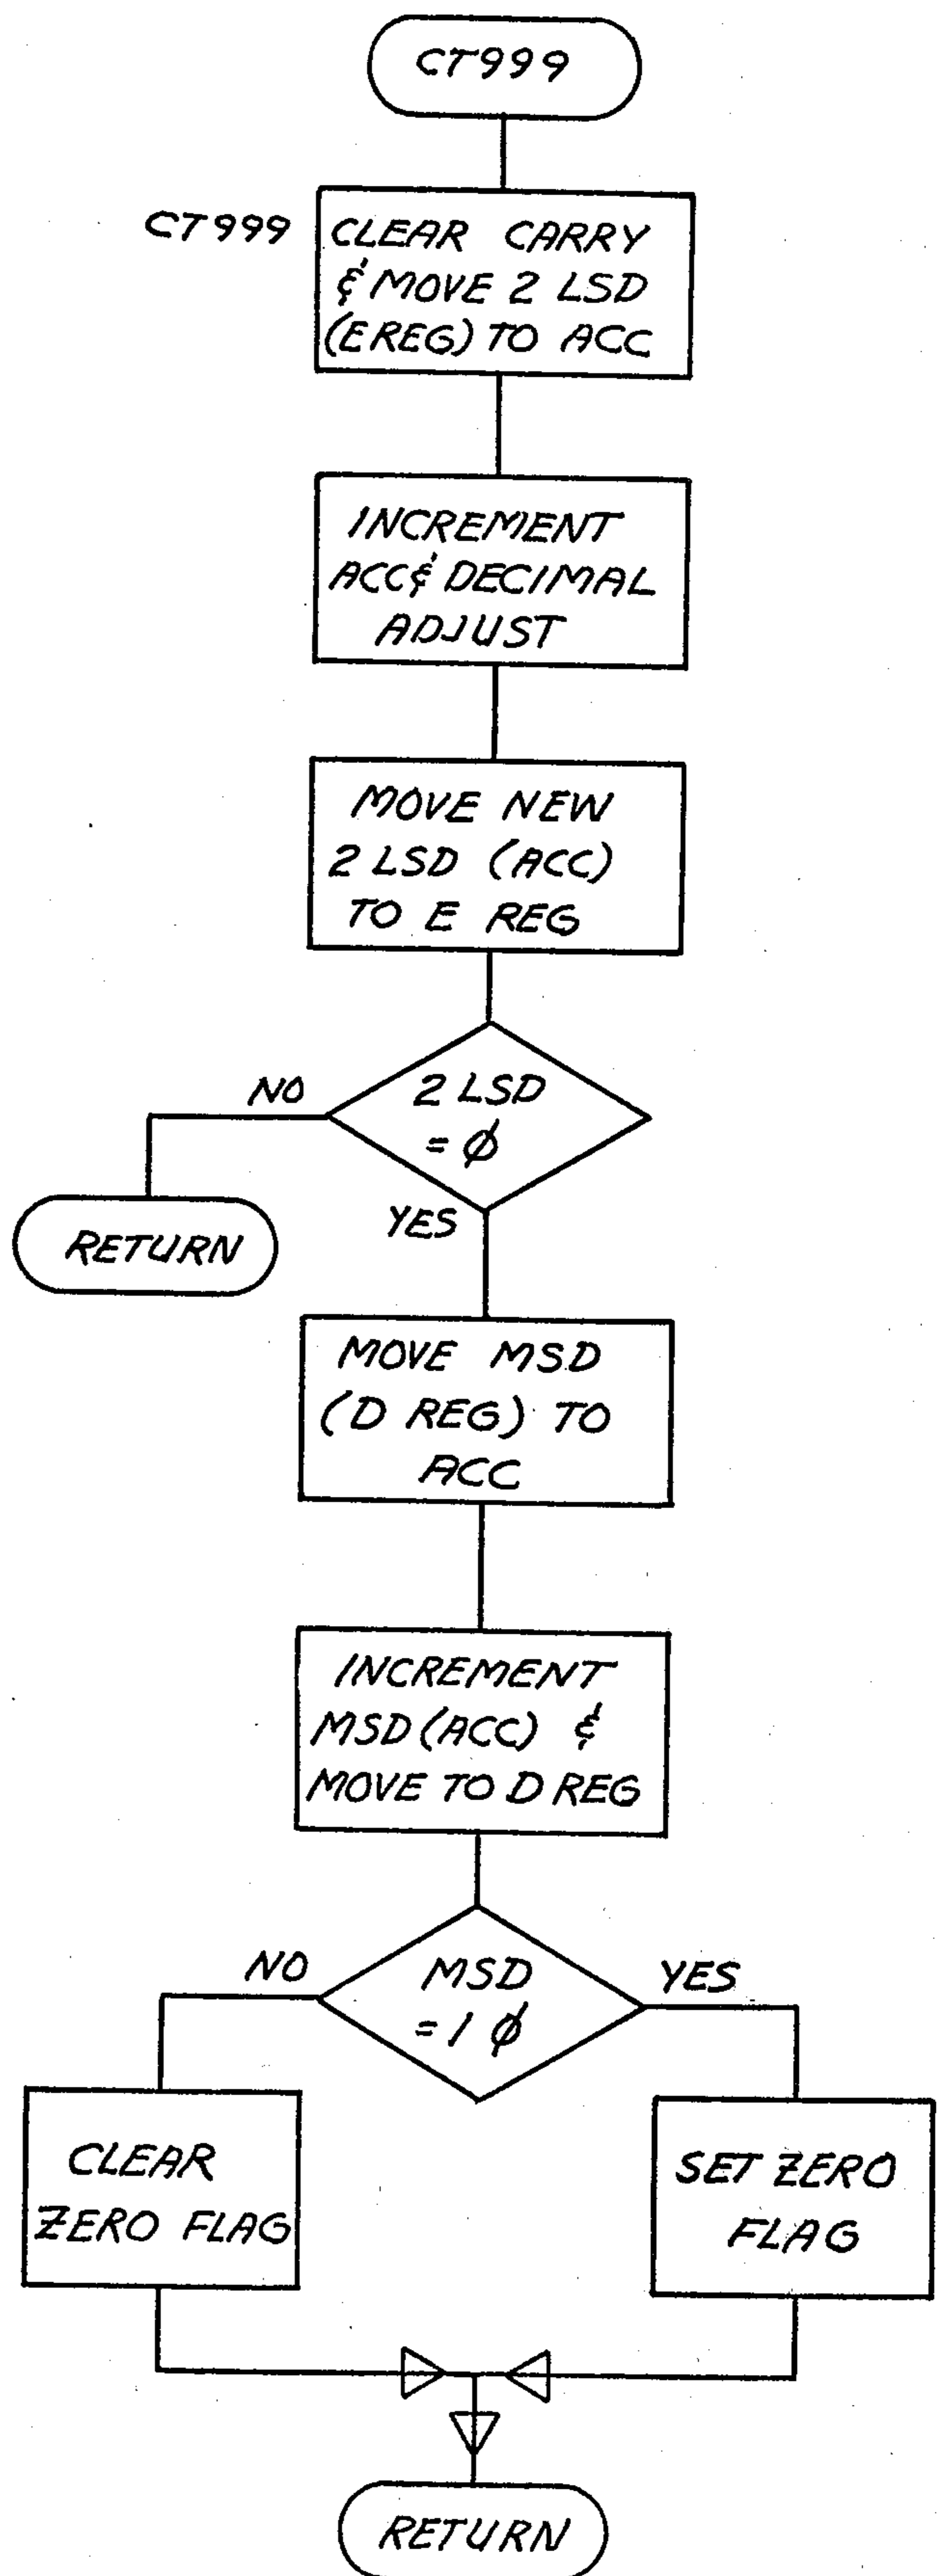 CT999
CT999
CLEAR CARRY
& MOVE 2 LSD
(E REG) TO ACC
INCREMENT
ACC & DECIMAL
ADJUST
MOVE NEW
2 LSD (ACC)
TO E REG
2 LSD
= Ø
NO
YES
RETURN
MOVE MSD
(D REG) TO
ACC
INCREMENT
MSD (ACC) &
MOVE TO D REG
MSD
= 1 Ø
NO
YES
CLEAR
ZERO FLAG
SET ZERO
FLAG
RETURN